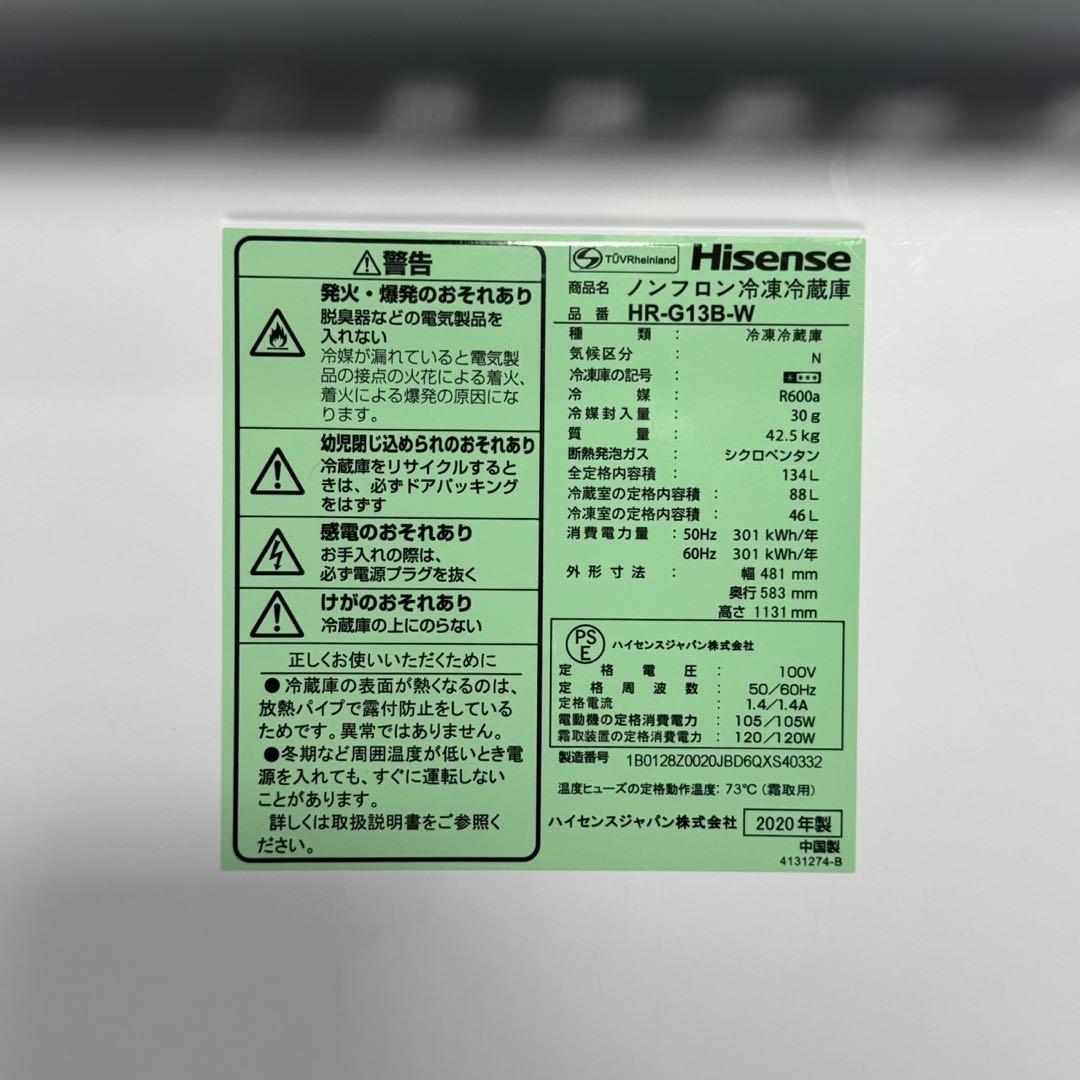 警告
発火・爆発のおそれあり
脱臭器などの電気製品を
入れない
冷媒が漏れていると電気製
品の接点の火花による着火、
着火による爆発の原因にな
ります。
幼児閉じ込められのおそれあり
冷蔵庫をリサイクルすると
きは、必ずドアパッキング
をはずす
感電のおそれあり
お手入れの際は、
必ず電源プラグを抜く
けがのおそれあり
冷蔵庫の上にのらない
正しくお使いいただくために
●冷蔵庫の表面が熱くなるのは、
放熱パイプで露付防止をしている
ためです。異常ではありません。
●冬期など周囲温度が低いとき電
源を入れても、すぐに運転しない
ことがあります。
詳しくは取扱説明書をご参照く
ださい。
TÜVRheinland Hisense
商品名 ノンフロン冷凍冷蔵庫
品番 HR-G13B-W
種類 : 冷凍冷蔵庫
気候区分 : N
冷凍庫の記号 : ****
冷媒 : R600a
冷媒封入量 : 30g
質量 : 42.5kg
断熱発泡ガス : シクロペンタン
全定格内容積 : 134L
冷蔵室の定格内容積 : 88L
冷凍室の定格内容積 : 46L
消費電力量 : 50Hz 301 kWh/年
60Hz 301 kWh/年
外形寸法 : 幅 481 mm
奥行 583 mm
高さ 1131 mm
PSE ハイセンスジャパン株式会社
定格電圧 : 100V
定格周波数 : 50/60Hz
定格電流 : 1.4/1.4A
電動機の定格消費電力 : 105/105W
霜取装置の定格消費電力 : 120/120W
製造番号 1B0128Z0020JBD6QXS40332
温度ヒューズの定格動作温度: 73℃(霜取用)
ハイセンスジャパン株式会社 2020年製
中国製
4131274-B